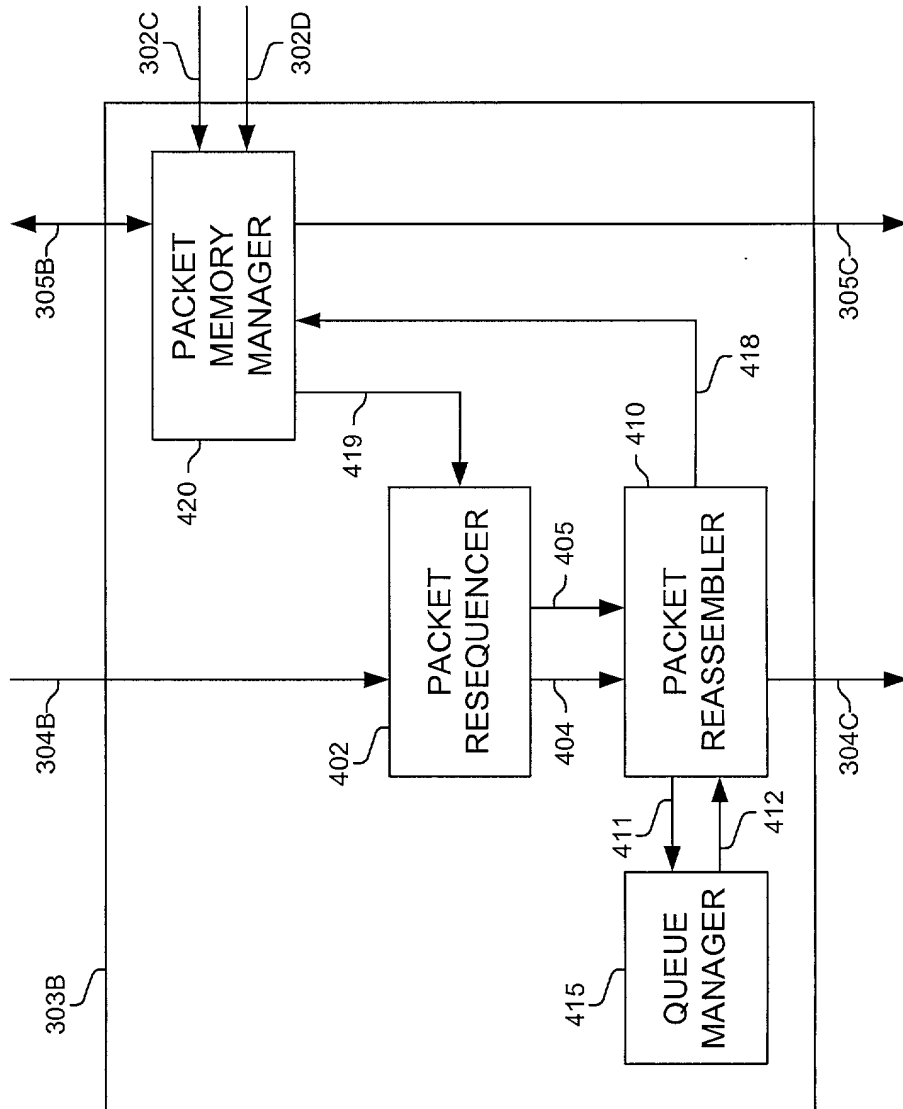 303B
304B
305B
302C
302D
420
PACKET
MEMORY
MANAGER
419
402
PACKET
RESEQUENCER
404
405
415
QUEUE
MANAGER
411
412
410
PACKET
REASSEMBLER
418
304C
305C